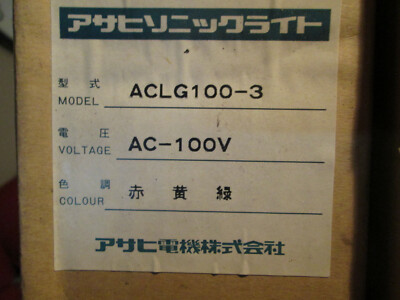 アサヒソニックライト
型式
MODEL ACLG100-3
電圧
VOLTAGE AC-100V
色調
COLOUR 赤黄緑
アサヒ電機株式会社